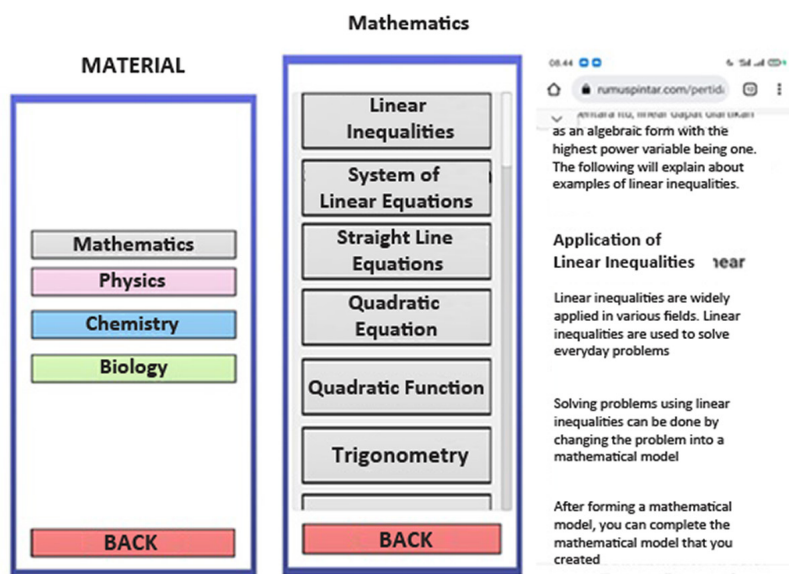 MATERIAL
Mathematics
Physics
Chemistry
Biology
BACK
Mathematics
Linear
Inequalities
System of
Linear Equations
Straight Line
Equations
Quadratic
Equation
Quadratic Function
Trigonometry
BACK
08.44
rumuspintar.com/pertida
as an algebraic form with the
highest power variable being one.
The following will explain about
examples of linear inequalities.
Application of
Linear Inequalities near
Linear inequalities are widely
applied in various fields. Linear
inequalities are used to solve
everyday problems
Solving problems using linear
inequalities can be done by
changing the problem into a
mathematical model
After forming a mathematical
model, you can complete the
mathematical model that you
created